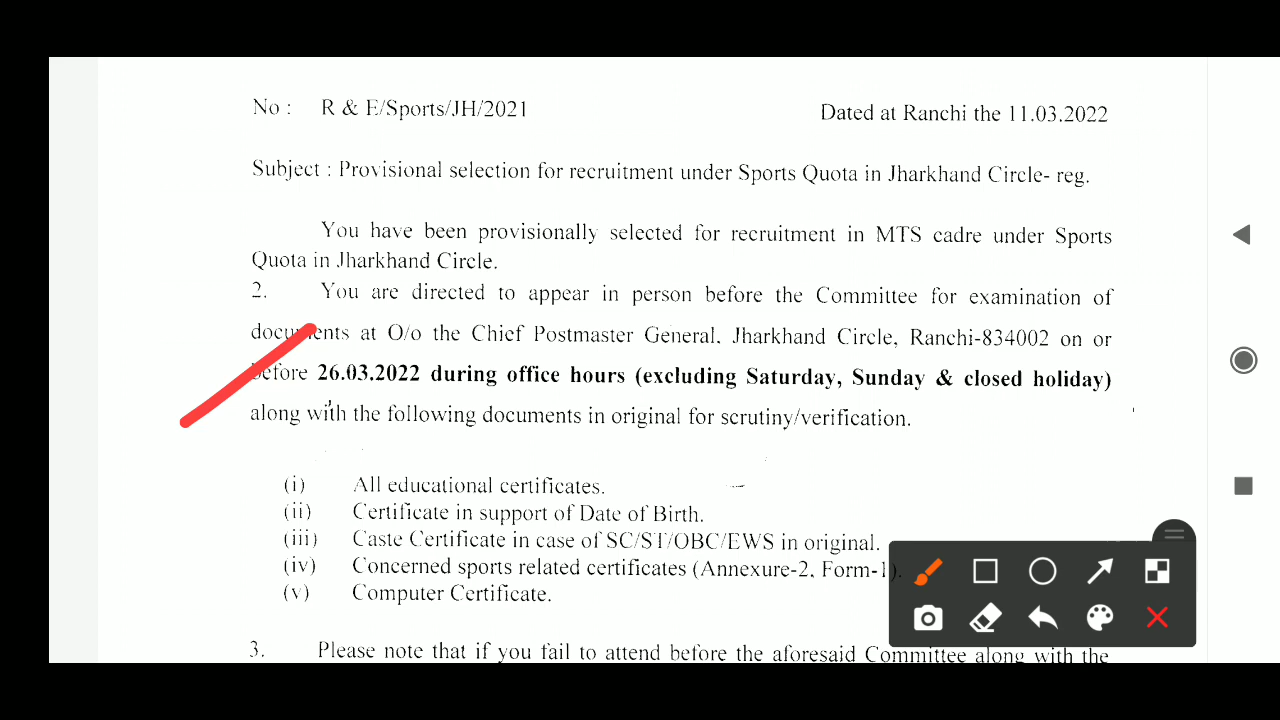 No : R & E/Sports/JH/2021 Dated at Ranchi the 11.03.2022
Subject : Provisional selection for recruitment under Sports Quota in Jharkhand Circle- reg.
You have been provisionally selected for recruitment in MTS cadre under Sports
Quota in Jharkhand Circle.
2. You are directed to appear in person before the Committee for examination of
documents at O/o the Chief Postmaster General, Jharkhand Circle, Ranchi-834002 on or
before 26.03.2022 during office hours (excluding Saturday, Sunday & closed holiday)
along with the following documents in original for scrutiny/verification.
(i) All educational certificates.
(ii) Certificate in support of Date of Birth.
(iii) Caste Certificate in case of SC/ST/OBC/EWS in original.
(iv) Concerned sports related certificates (Annexure-2, Form-1).
(v) Computer Certificate.
3. Please note that if you fail to attend before the aforesaid Committee along with the